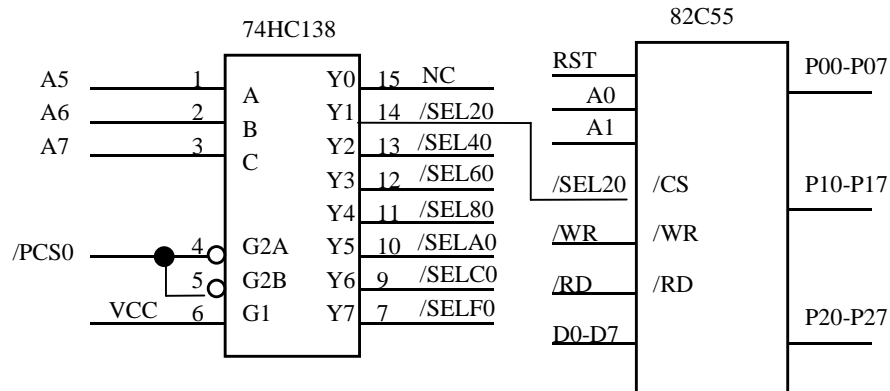 74HC138
82C55
A5 1 A Y0 15 NC
A6 2 B Y1 14 /SEL20
A7 3 C Y2 13 /SEL40
Y3 12 /SEL60
Y4 11 /SEL80
/PCS0 4 G2A Y5 10 /SELA0
5 G2B Y6 9 /SELC0
VCC 6 G1 Y7 7 /SELF0
RST P00-P07
A0
A1
/SEL20 /CS P10-P17
/WR /WR
/RD /RD
D0-D7 P20-P27